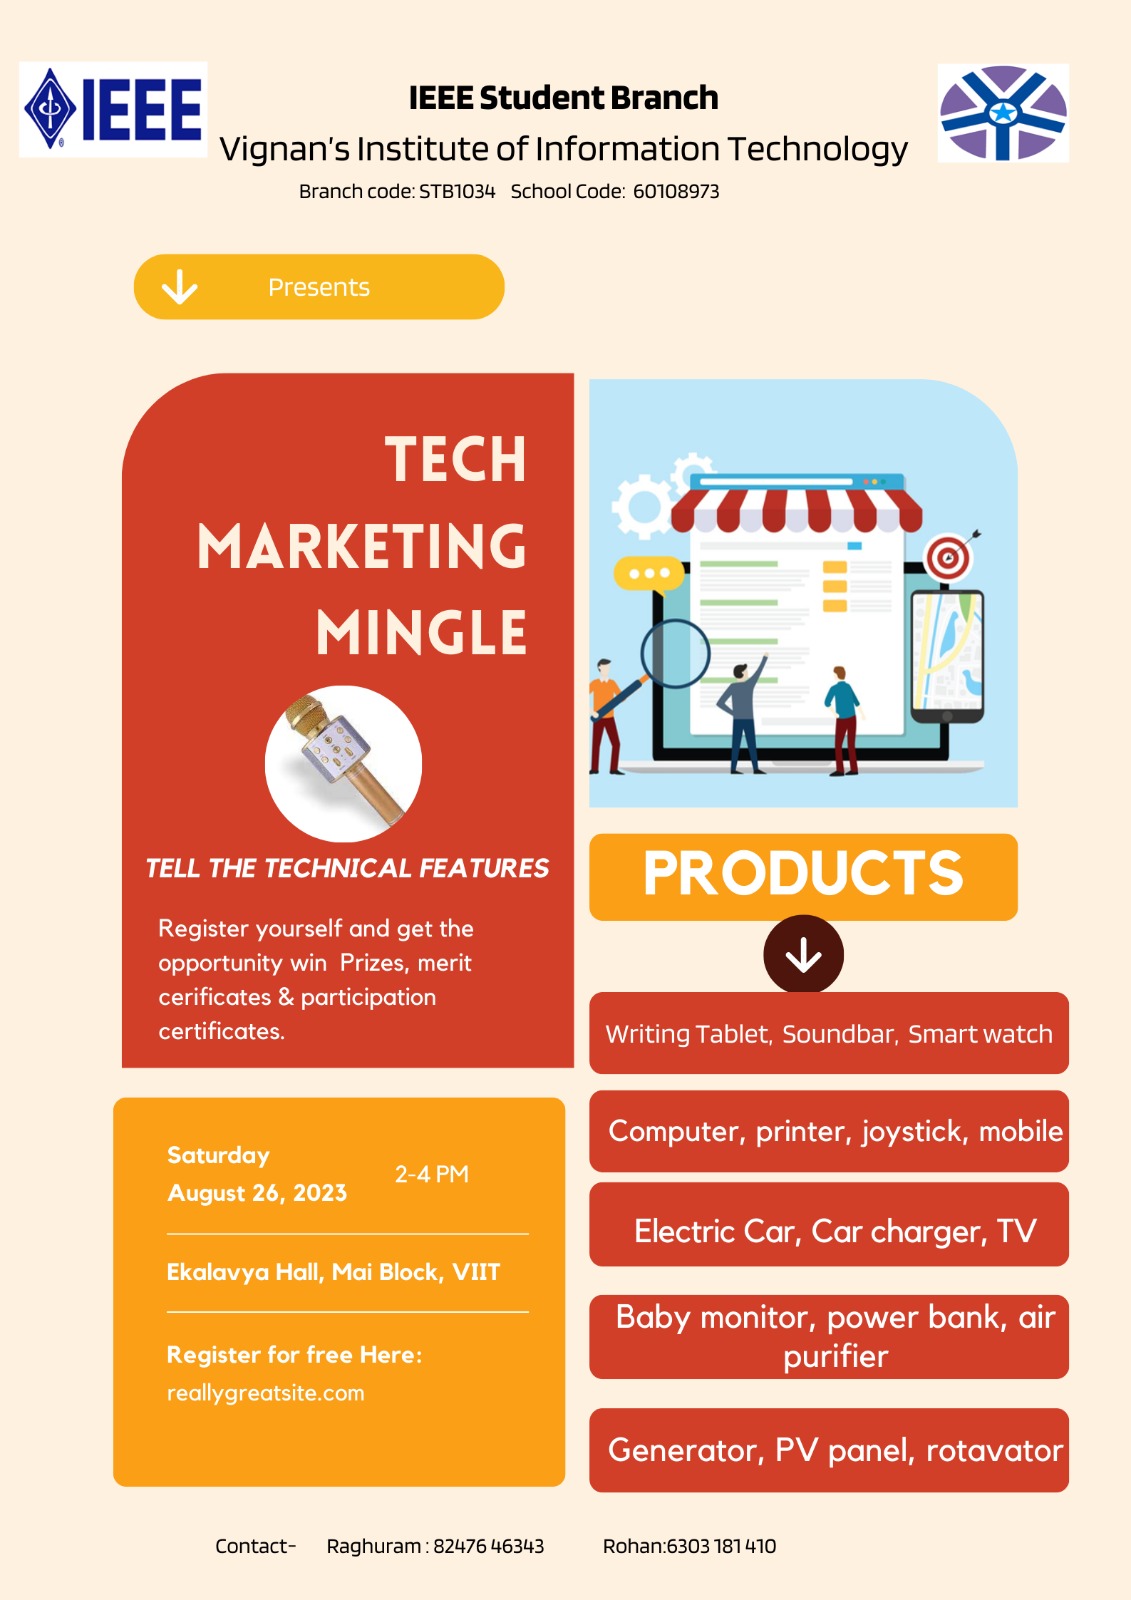 IEEE
IEEE Student Branch
Vignan's Institute of Information Technology
Branch code: STB1034 School Code: 60108973
Presents
TECH
MARKETING
MINGLE
TELL THE TECHNICAL FEATURES
Register yourself and get the
opportunity win Prizes, merit
cerificates & participation
certificates.
PRODUCTS
Writing Tablet, Soundbar, Smart watch
Computer, printer, joystick, mobile
Electric Car, Car charger, TV
Baby monitor, power bank, air
purifier
Generator, PV panel, rotavator
Saturday
August 26, 2023
2-4 PM
Ekalavya Hall, Mai Block, VIIT
Register for free Here:
reallygreatsite.com
Contact- Raghuram : 82476 46343 Rohan:6303 181 410